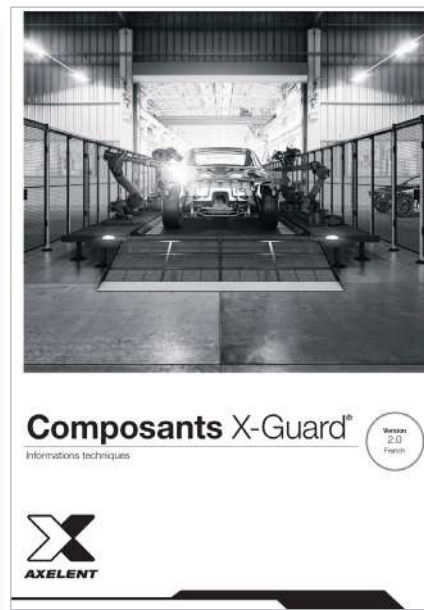 Composants X-Guard®
Informations techniques
Version
2.0
French
AXELENT